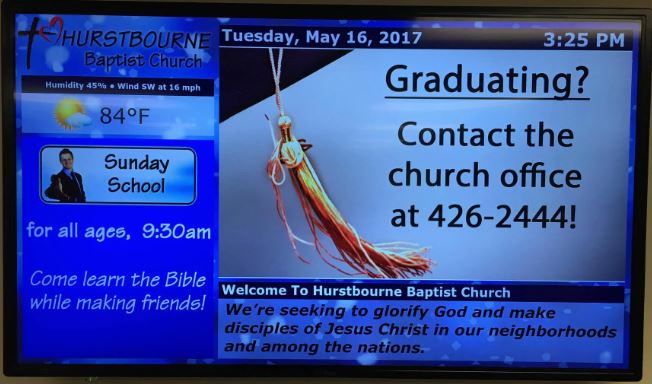 HURSTBOURNE
Baptist Church
Humidity 45% • Wind SW at 16 mph
84°F
Sunday
School
for all ages, 9:30am
Come learn the Bible
while making friends!
Tuesday, May 16, 2017
3:25 PM
Graduating?
Contact the
church office
at 426-2444!
Welcome To Hurstbourne Baptist Church
We're seeking to glorify God and make
disciples of Jesus Christ in our neighborhoods
and among the nations.